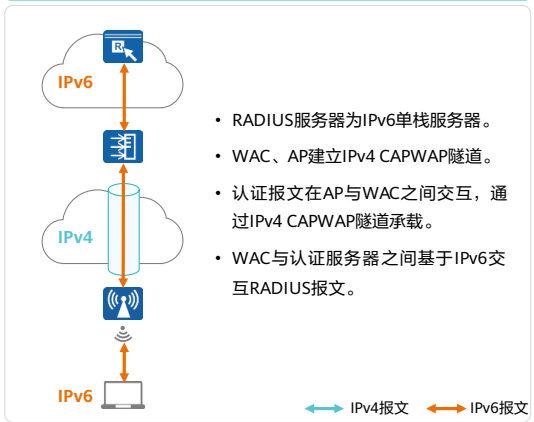 R
IPv6
• RADIUS服务器为IPv6单栈服务器。
• WAC、AP建立IPv4 CAPWAP隧道。
• 认证报文在AP与WAC之间交互，通
过IPv4 CAPWAP隧道承载。
IPv4
• WAC与认证服务器之间基于IPv6交
互RADIUS报文。
IPv6
IPv4报文
IPv6报文